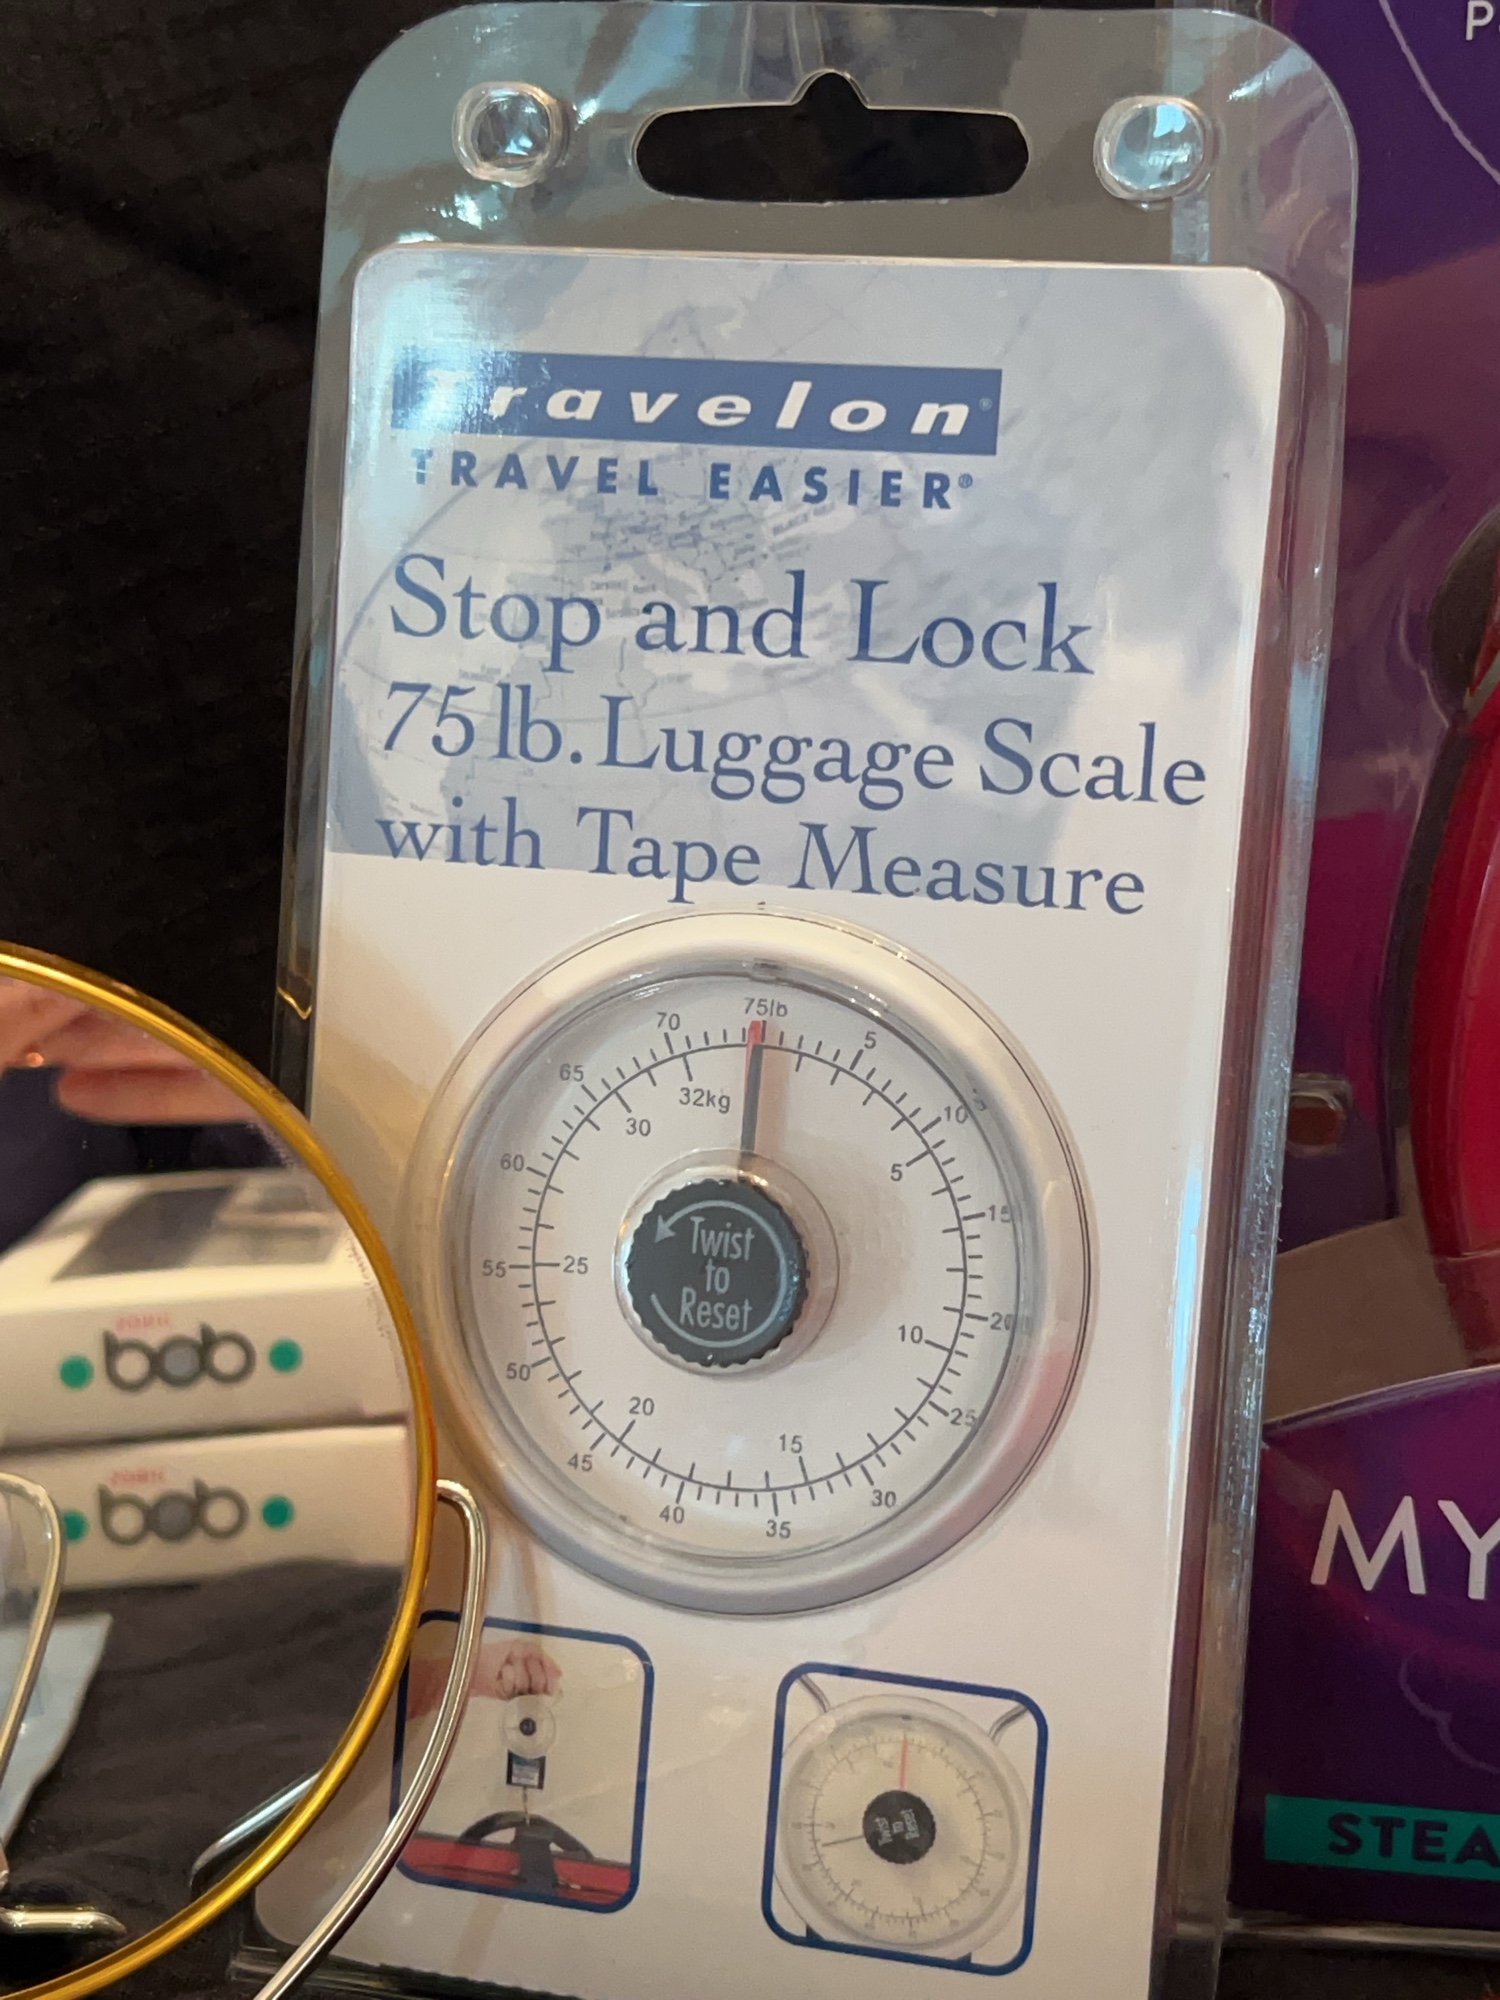 P
Travelon®
TRAVEL EASIER®
Stop and Lock
75 lb. Luggage Scale
with Tape Measure
75lb
70
5
65
32kg
10
30
5
60
15
55
25
20
10
50
25
20
15
45
30
40
35
Twist
to
Reset
bob
bob
MY
STEA